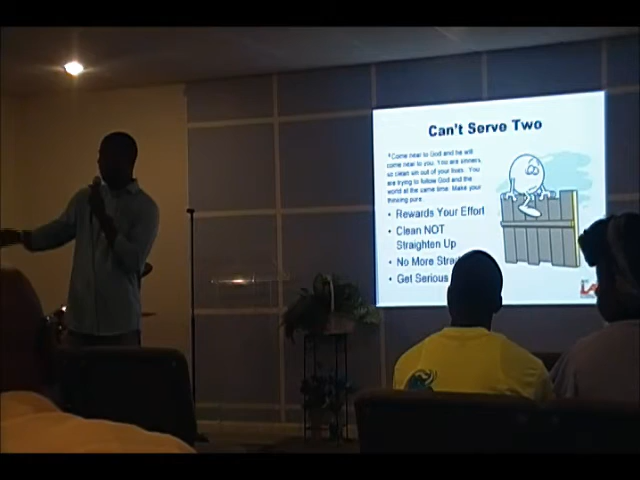 Can't Serve Two
8 Come near to God and he will
come near to you. You are sinners,
so clean sin out of your lives. You
are trying to follow God and the
world at the same time. Make your
thinking pure.
• Rewards Your Effort
• Clean NOT
Straighten Up
• No More
• Get Serious